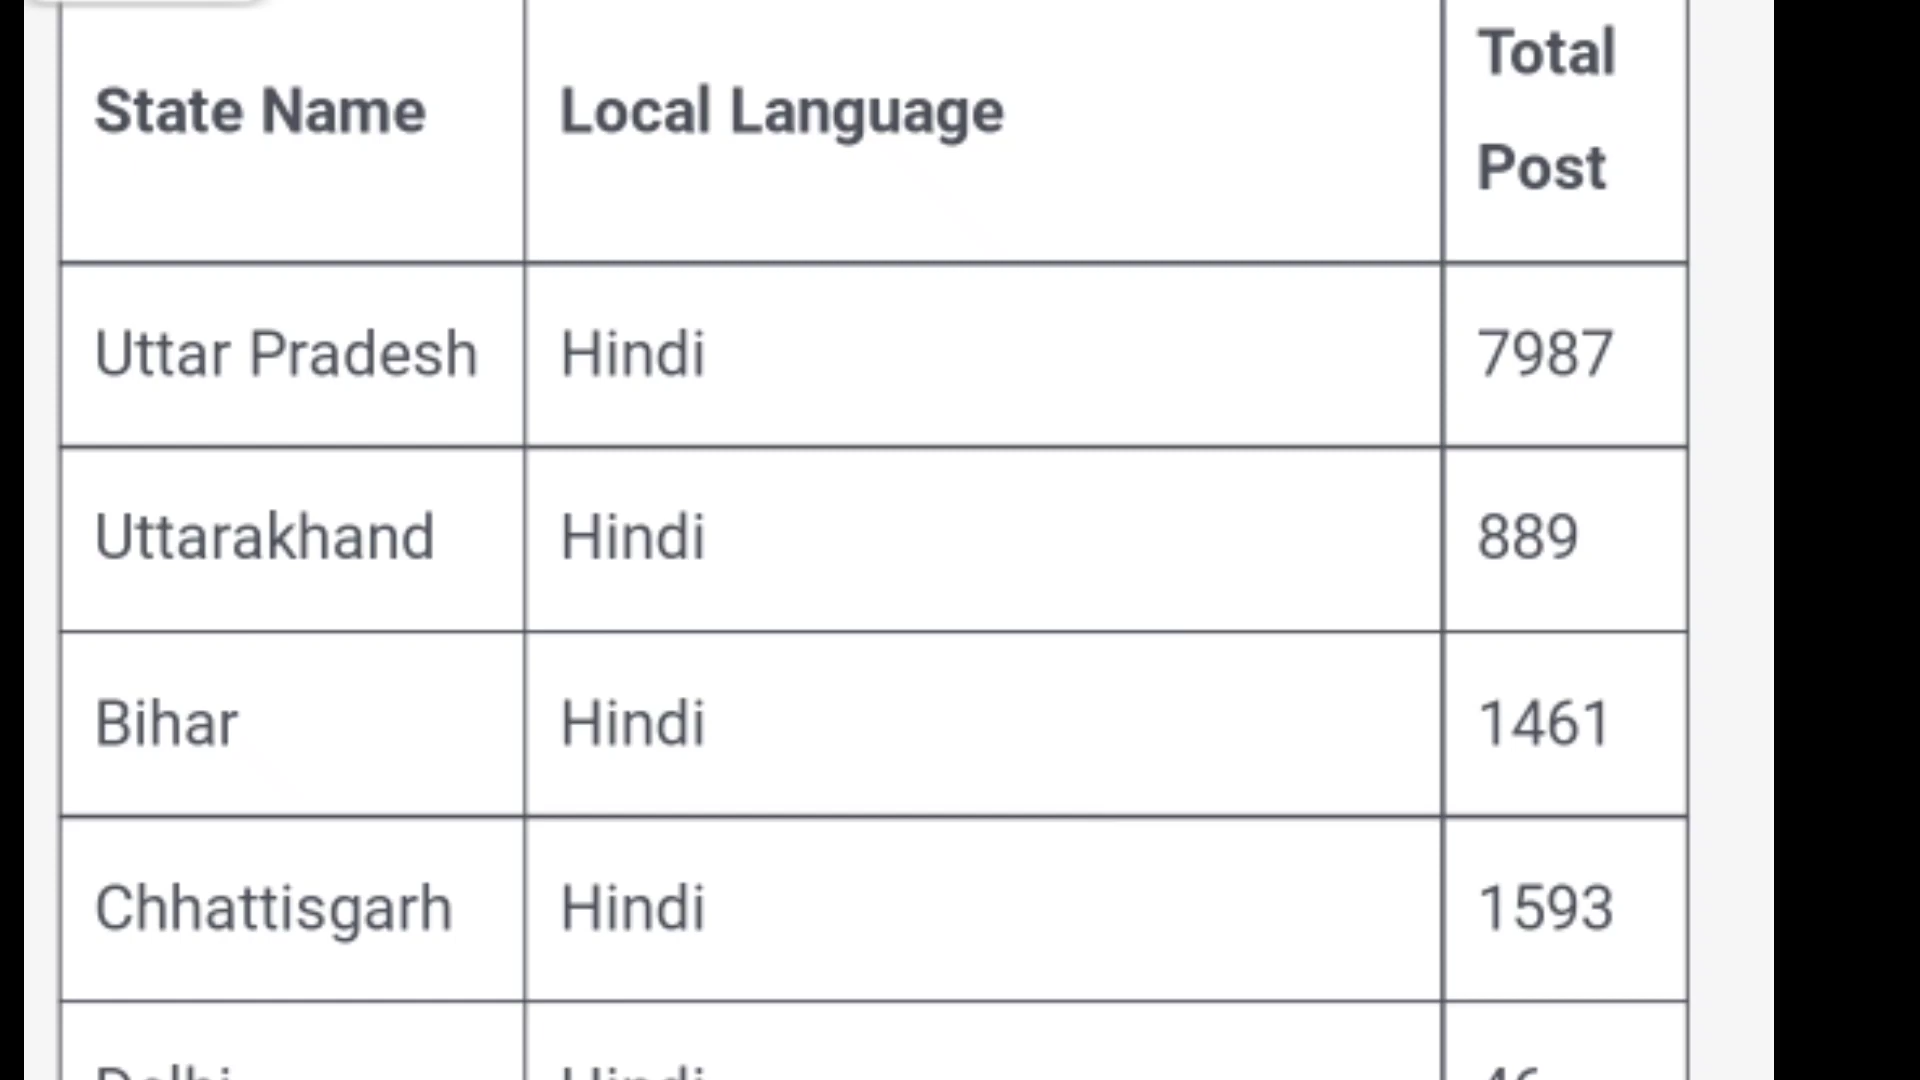 State Name Local Language Total Post
Uttar Pradesh Hindi 7987
Uttarakhand Hindi 889
Bihar Hindi 1461
Chhattisgarh Hindi 1593
Delhi Hindi